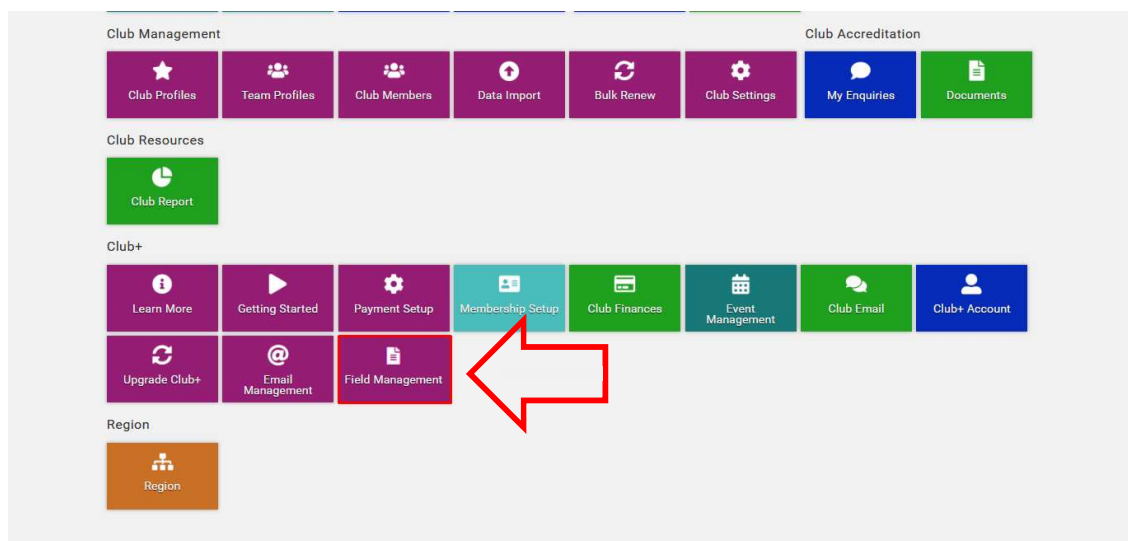 Club Management
Club Accreditation
Club Profiles
Team Profiles
Club Members
Data Import
Bulk Renew
Club Settings
My Enquiries
Documents
Club Resources
Club Report
Club+
Learn More
Getting Started
Payment Setup
Membership Setup
Club Finances
Event
Management
Club Email
Club+ Account
Upgrade Club+
Email
Management
Field Management
Region
Region